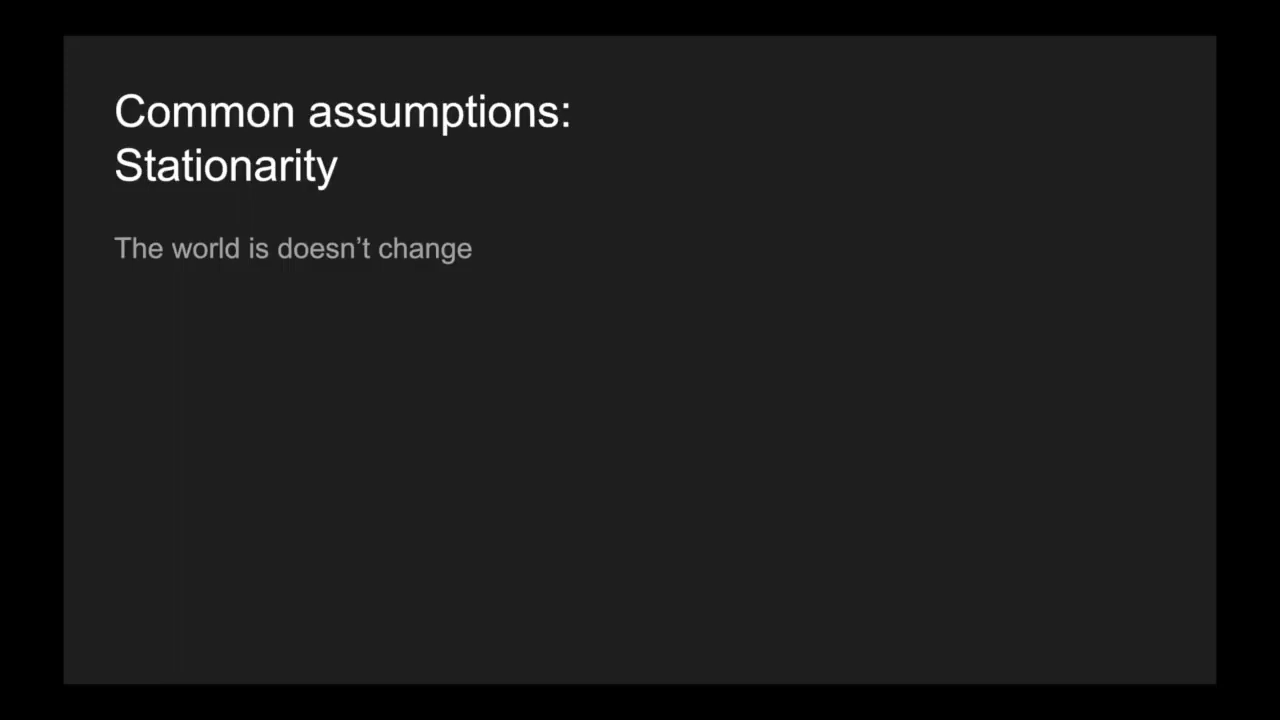 Common assumptions:
Stationarity
The world is doesn’t change